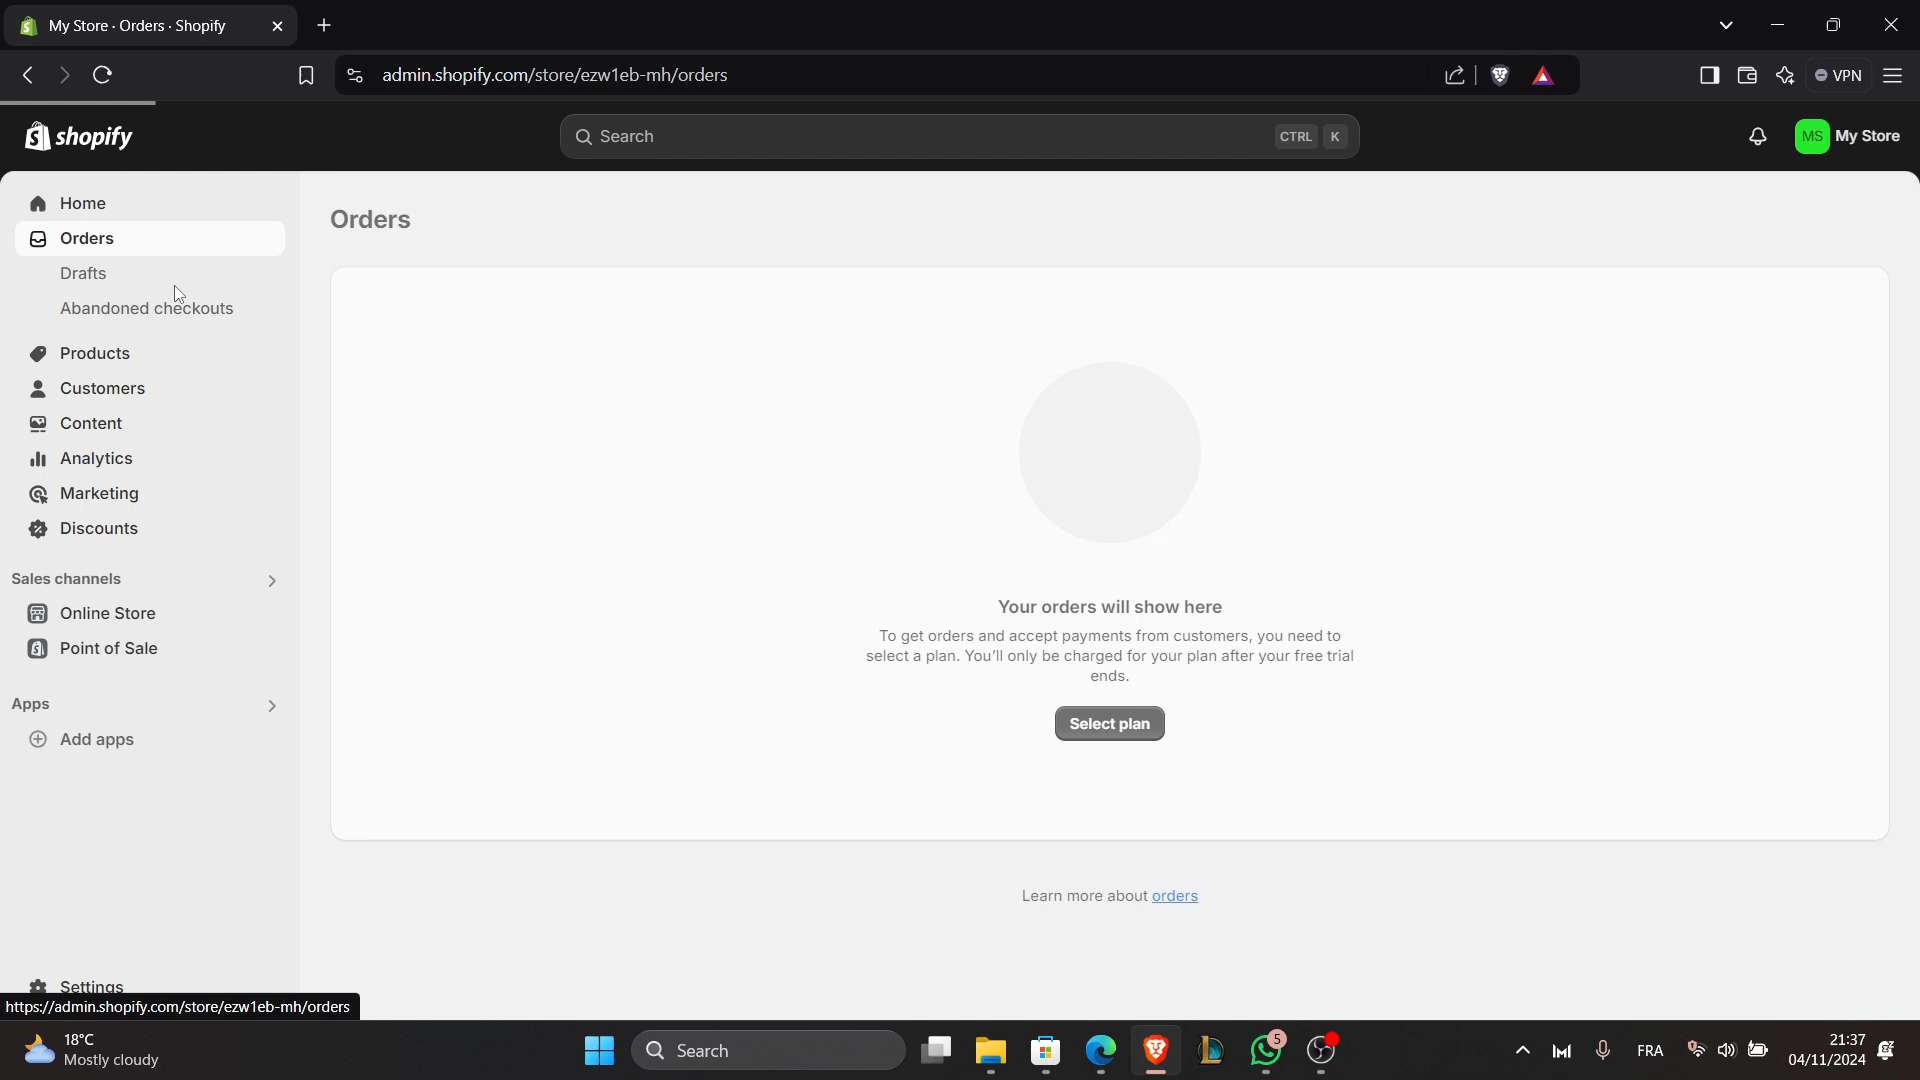 My Store · Orders · Shopify
admin.shopify.com/store/ezw1eb-mh/orders
VPN
shopify
Search
CTRL K
MS
My Store
Home
Orders
Drafts
Abandoned checkouts
Products
Customers
Content
Analytics
Marketing
Discounts
Sales channels
Online Store
Point of Sale
Apps
Add apps
Settings
Orders
Your orders will show here
To get orders and accept payments from customers, you need to
select a plan. You'll only be charged for your plan after your free trial
ends.
Select plan
Learn more about orders
https://admin.shopify.com/store/ezw1eb-mh/orders
18°C
Mostly cloudy
Search
5
FRA
21:37
04/11/2024